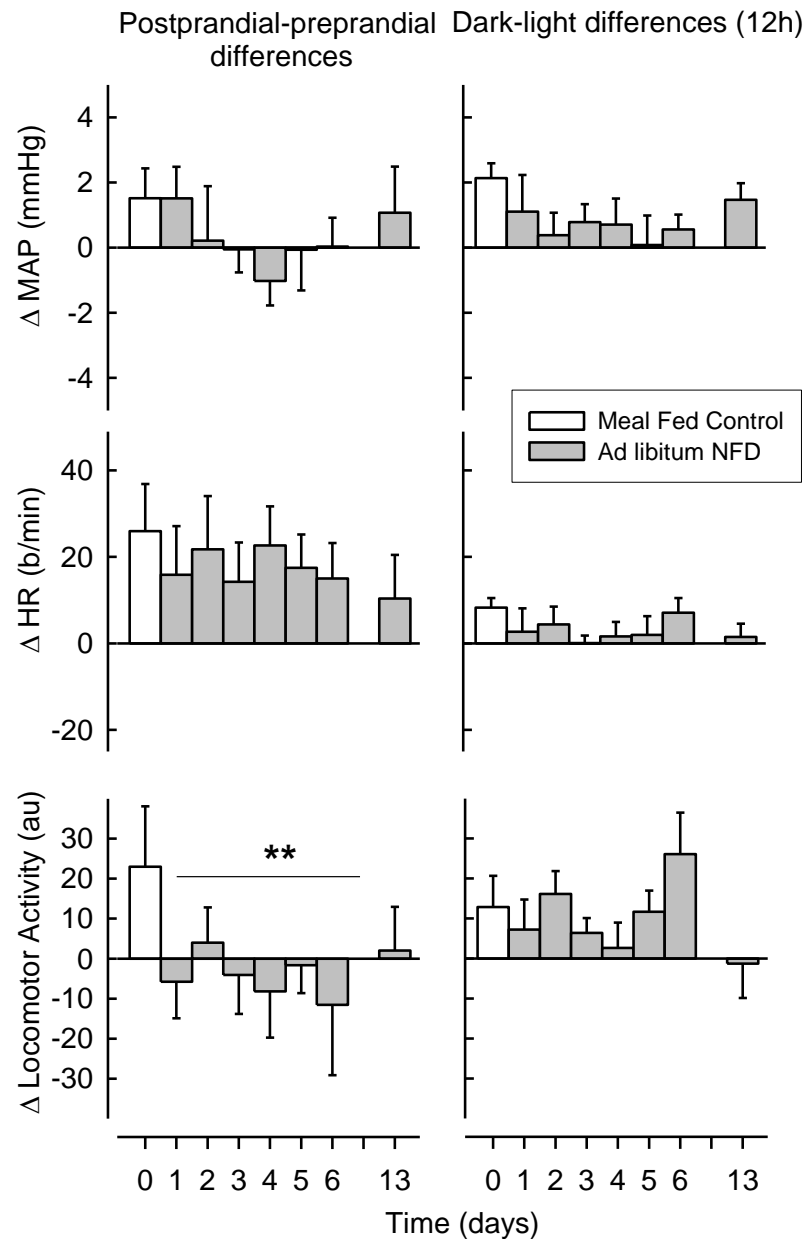 Postprandial-preprandial
differences
Dark-light differences (12h)
Δ MAP (mmHg)
4
2
0
-2
-4
Meal Fed Control
Ad libitum NFD
Δ HR (b/min)
40
20
0
-20
Δ Locomotor Activity (au)
30
20
10
0
-10
-20
-30
**
0 1 2 3 4 5 6 13
0 1 2 3 4 5 6 13
Time (days)